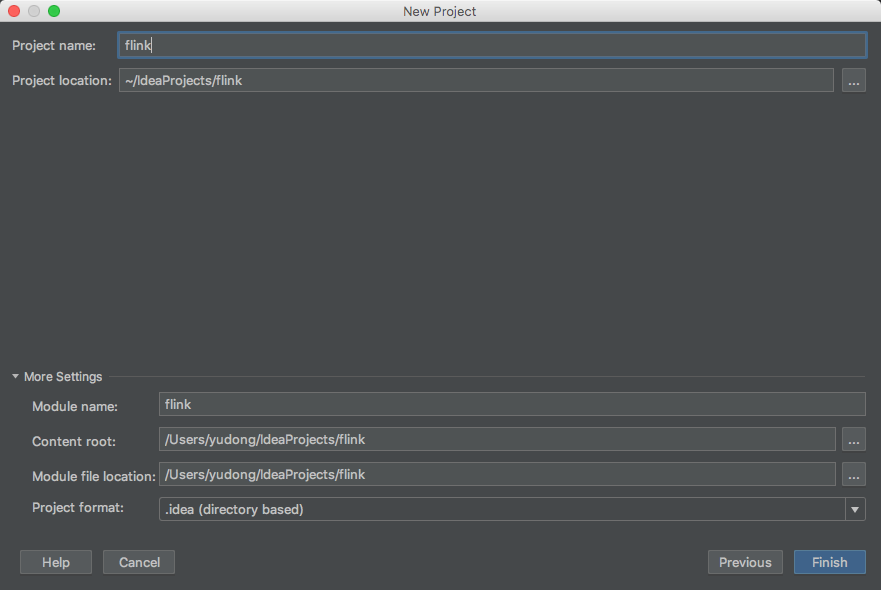 New Project
Project name: flink
Project location: ~/IdeaProjects/flink ...
More Settings
Module name: flink
Content root: /Users/yudong/IdeaProjects/flink ...
Module file location: /Users/yudong/IdeaProjects/flink ...
Project format: .idea (directory based)
Help Cancel Previous Finish